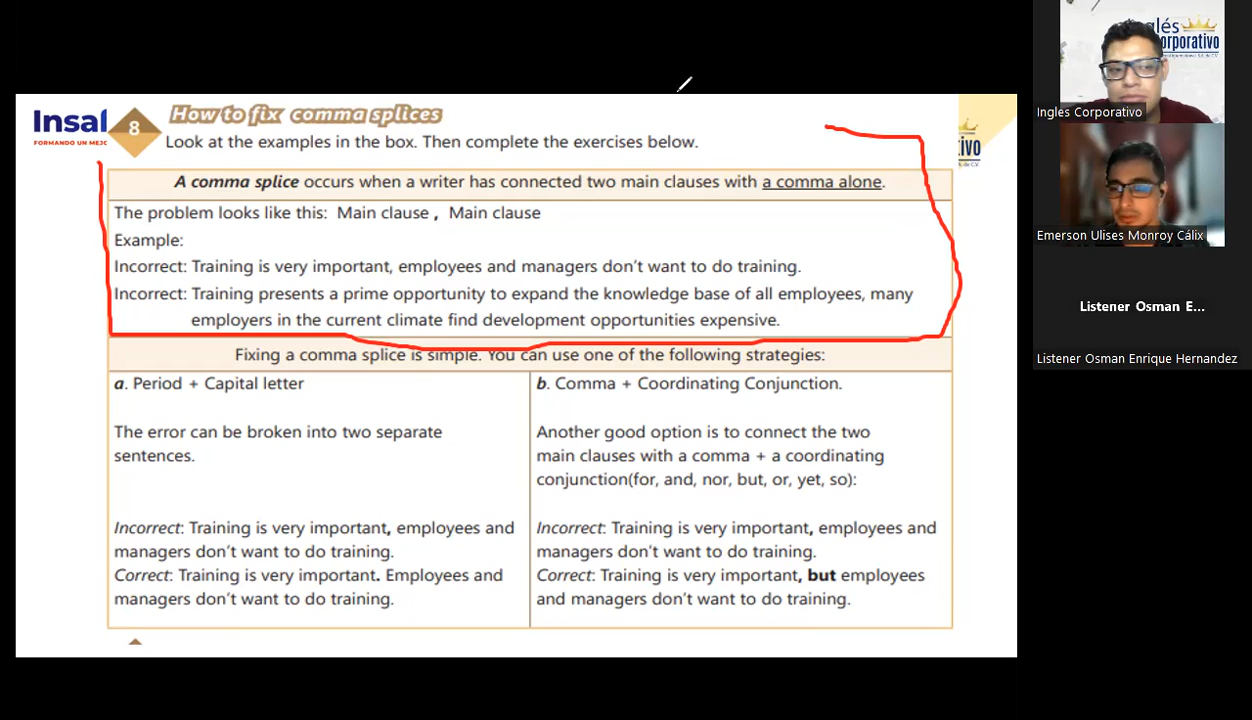 Insal
FORMANDO UN MEJO
8
How to fix comma splices
Look at the examples in the box. Then complete the exercises below.
A comma splice occurs when a writer has connected two main clauses with a comma alone.
The problem looks like this: Main clause , Main clause
Example:
Incorrect: Training is very important, employees and managers don't want to do training.
Incorrect: Training presents a prime opportunity to expand the knowledge base of all employees, many
employers in the current climate find development opportunities expensive.
Fixing a comma splice is simple. You can use one of the following strategies:
a. Period + Capital letter
The error can be broken into two separate
sentences.
Incorrect: Training is very important, employees and
managers don't want to do training.
Correct: Training is very important. Employees and
managers don't want to do training.
b. Comma + Coordinating Conjunction.
Another good option is to connect the two
main clauses with a comma + a coordinating
conjunction(for, and, nor, but, or, yet, so):
Incorrect: Training is very important, employees and
managers don't want to do training.
Correct: Training is very important, but employees
and managers don't want to do training.
IVO
glés
orporativo
Ingles Corporativo
Emerson Ulises Monroy Cálix
Listener Osman E...
Listener Osman Enrique Hernandez